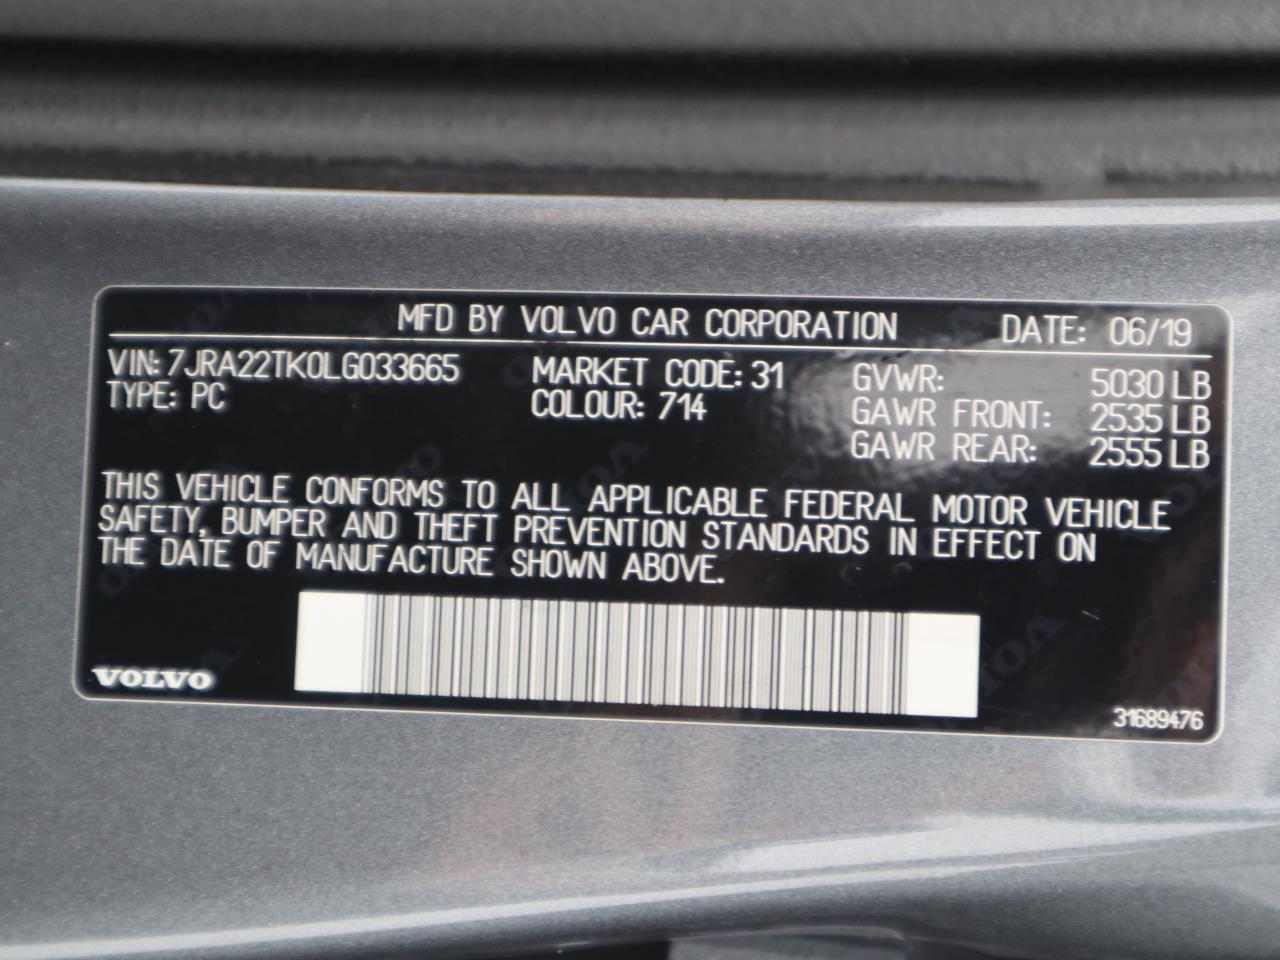 MFD BY VOLVO CAR CORPORATION DATE: 06/19
VIN: 7JRA22TK0LG033665 MARKET CODE: 31 GVWR: 5030 LB
TYPE: PC COLOUR: 714 GAWR FRONT: 2535 LB
GAWR REAR: 2555 LB
THIS VEHICLE CONFORMS TO ALL APPLICABLE FEDERAL MOTOR VEHICLE
SAFETY, BUMPER AND THEFT PREVENTION STANDARDS IN EFFECT ON
THE DATE OF MANUFACTURE SHOWN ABOVE.
VOLVO
31689476